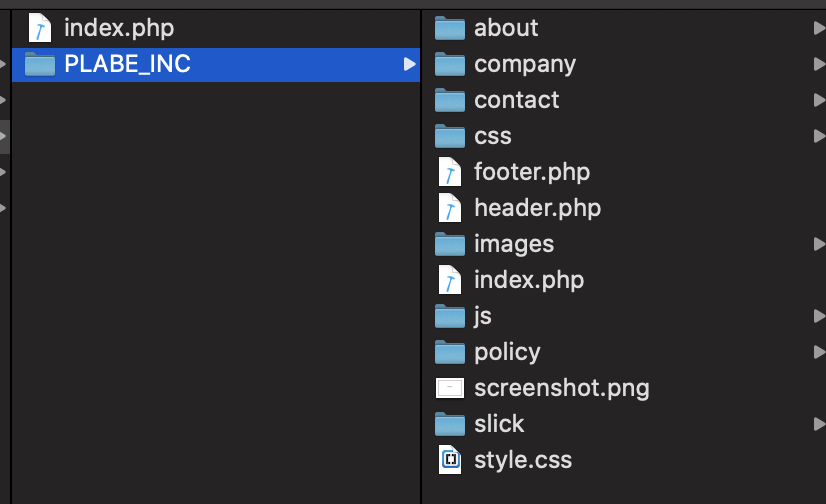 index.php
PLABE_INC
about
company
contact
css
footer.php
header.php
images
index.php
js
policy
screenshot.png
slick
style.css